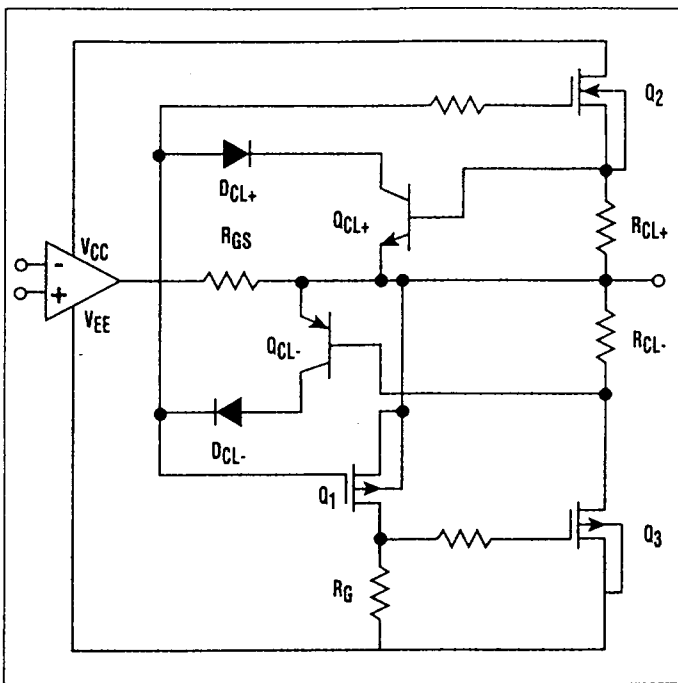 Q2
DCL+
QCL+
RCL+
RGS
VCC
-
+
VEE
QCL-
RCL-
DCL-
Q1
Q3
RG